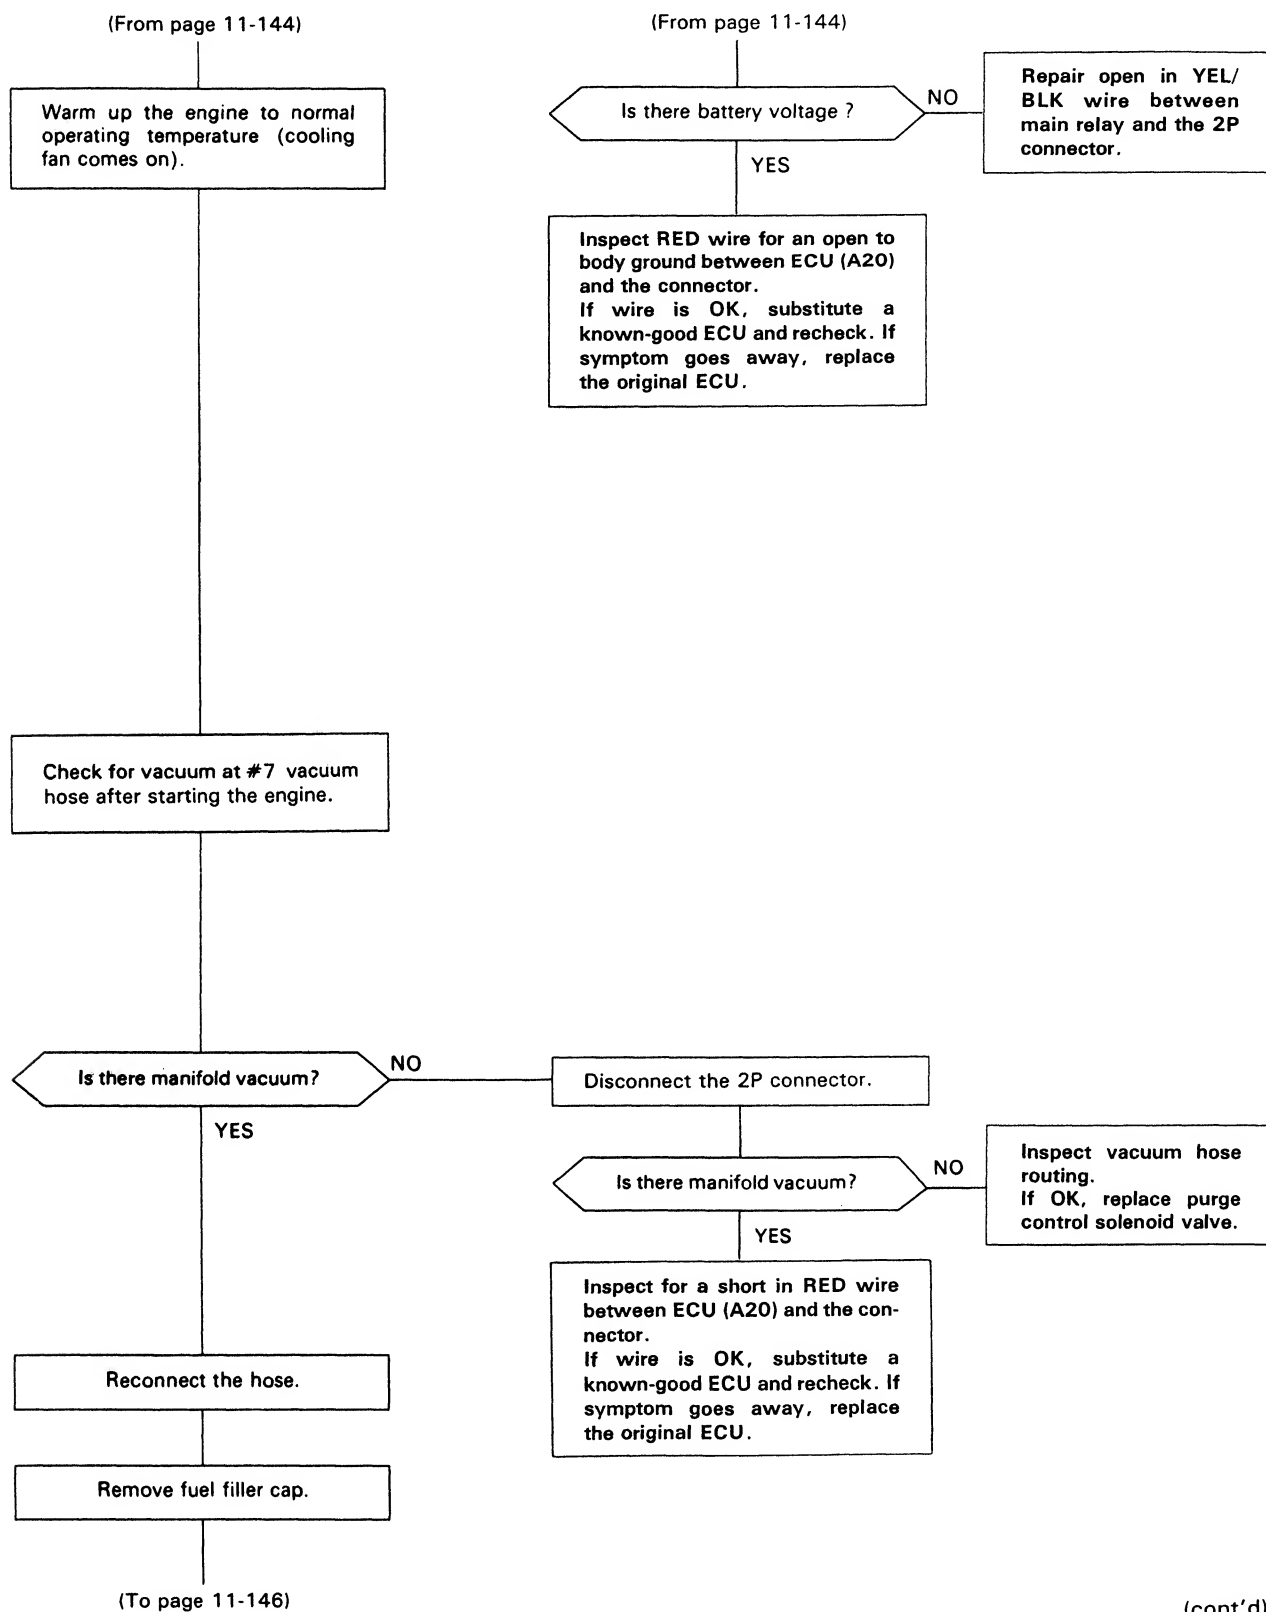 (From page 11-144)
Warm up the engine to normal
operating temperature (cooling
fan comes on).
Check for vacuum at #7 vacuum
hose after starting the engine.
Is there manifold vacuum?
NO
YES
Reconnect the hose.
Remove fuel filler cap.
(To page 11-146)
(From page 11-144)
Is there battery voltage ?
NO
YES
Repair open in YEL/
BLK wire between
main relay and the 2P
connector.
Inspect RED wire for an open to
body ground between ECU (A20)
and the connector.
If wire is OK, substitute a
known-good ECU and recheck. If
symptom goes away, replace
the original ECU.
Disconnect the 2P connector.
Is there manifold vacuum?
NO
YES
Inspect vacuum hose
routing.
If OK, replace purge
control solenoid valve.
Inspect for a short in RED wire
between ECU (A20) and the con-
nector.
If wire is OK, substitute a
known-good ECU and recheck. If
symptom goes away, replace
the original ECU.
(cont'd)